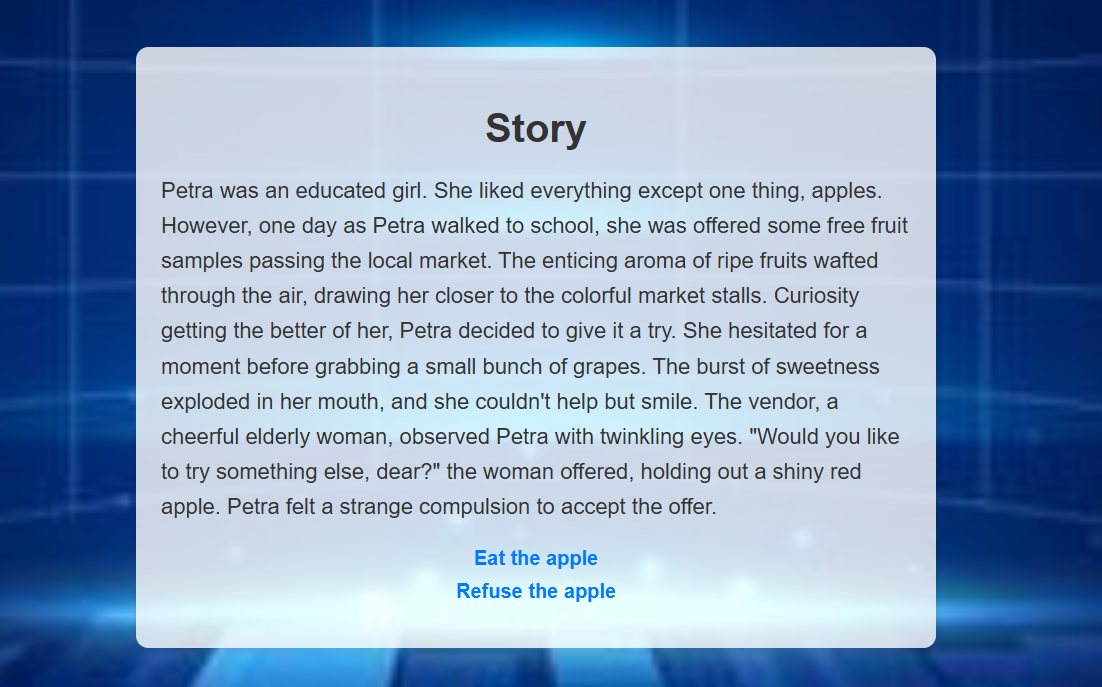 Story
Petra was an educated girl. She liked everything except one thing, apples.
However, one day as Petra walked to school, she was offered some free fruit
samples passing the local market. The enticing aroma of ripe fruits wafted
through the air, drawing her closer to the colorful market stalls. Curiosity
getting the better of her, Petra decided to give it a try. She hesitated for a
moment before grabbing a small bunch of grapes. The burst of sweetness
exploded in her mouth, and she couldn't help but smile. The vendor, a
cheerful elderly woman, observed Petra with twinkling eyes. "Would you like
to try something else, dear?" the woman offered, holding out a shiny red
apple. Petra felt a strange compulsion to accept the offer.
Eat the apple
Refuse the apple